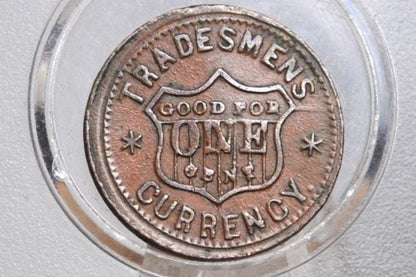 TRADESMENS
GOOD FOR
ONE
CENT
CURRENCY